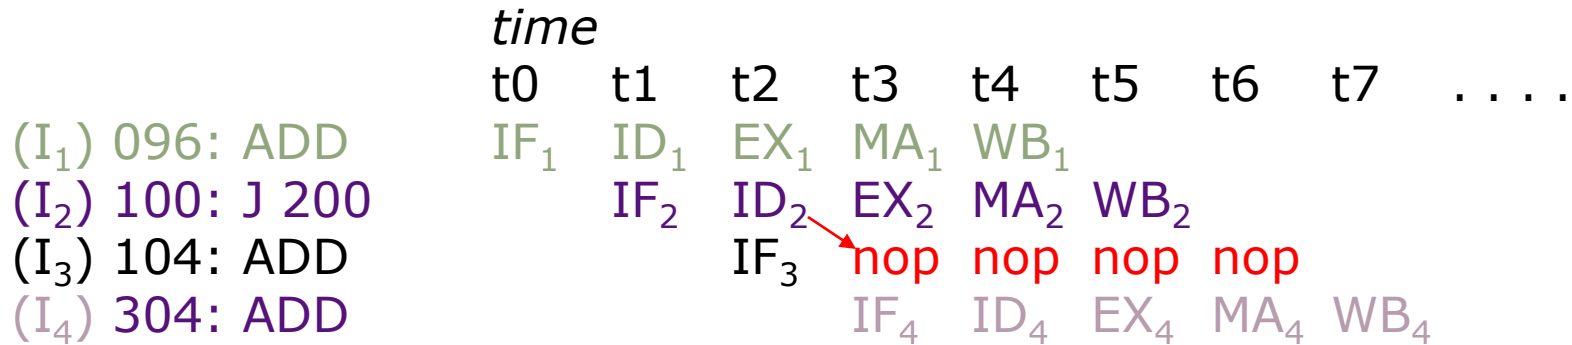 time
t0 t1 t2 t3 t4 t5 t6 t7 . . . .
(I1) 096: ADD IF1 ID1 EX1 MA1 WB1
(I2) 100: J 200 IF2 ID2 EX2 MA2 WB2
(I3) 104: ADD IF3 nop nop nop nop
(I4) 304: ADD IF4 ID4 EX4 MA4 WB4